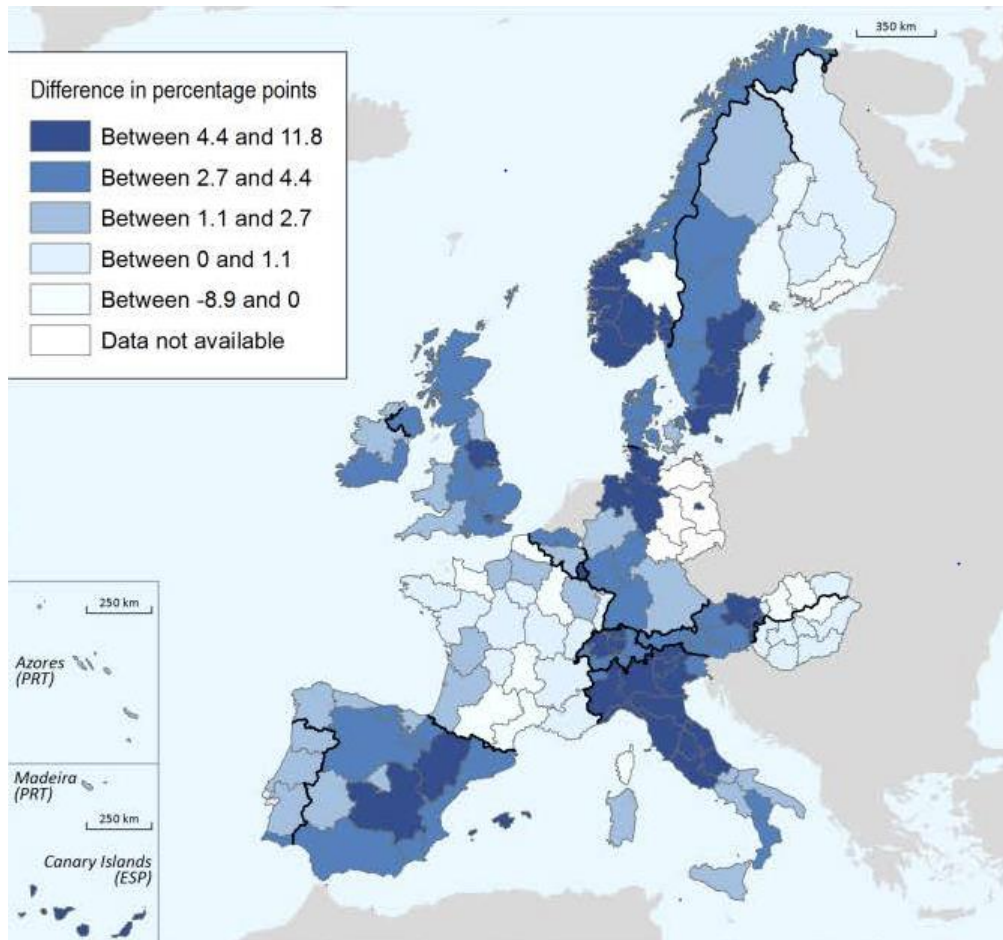 350 km
Difference in percentage points
Between 4.4 and 11.8
Between 2.7 and 4.4
Between 1.1 and 2.7
Between 0 and 1.1
Between -8.9 and 0
Data not available
250 km
Azores
(PRT)
Madeira
(PRT)
250 km
Canary Islands
(ESP)